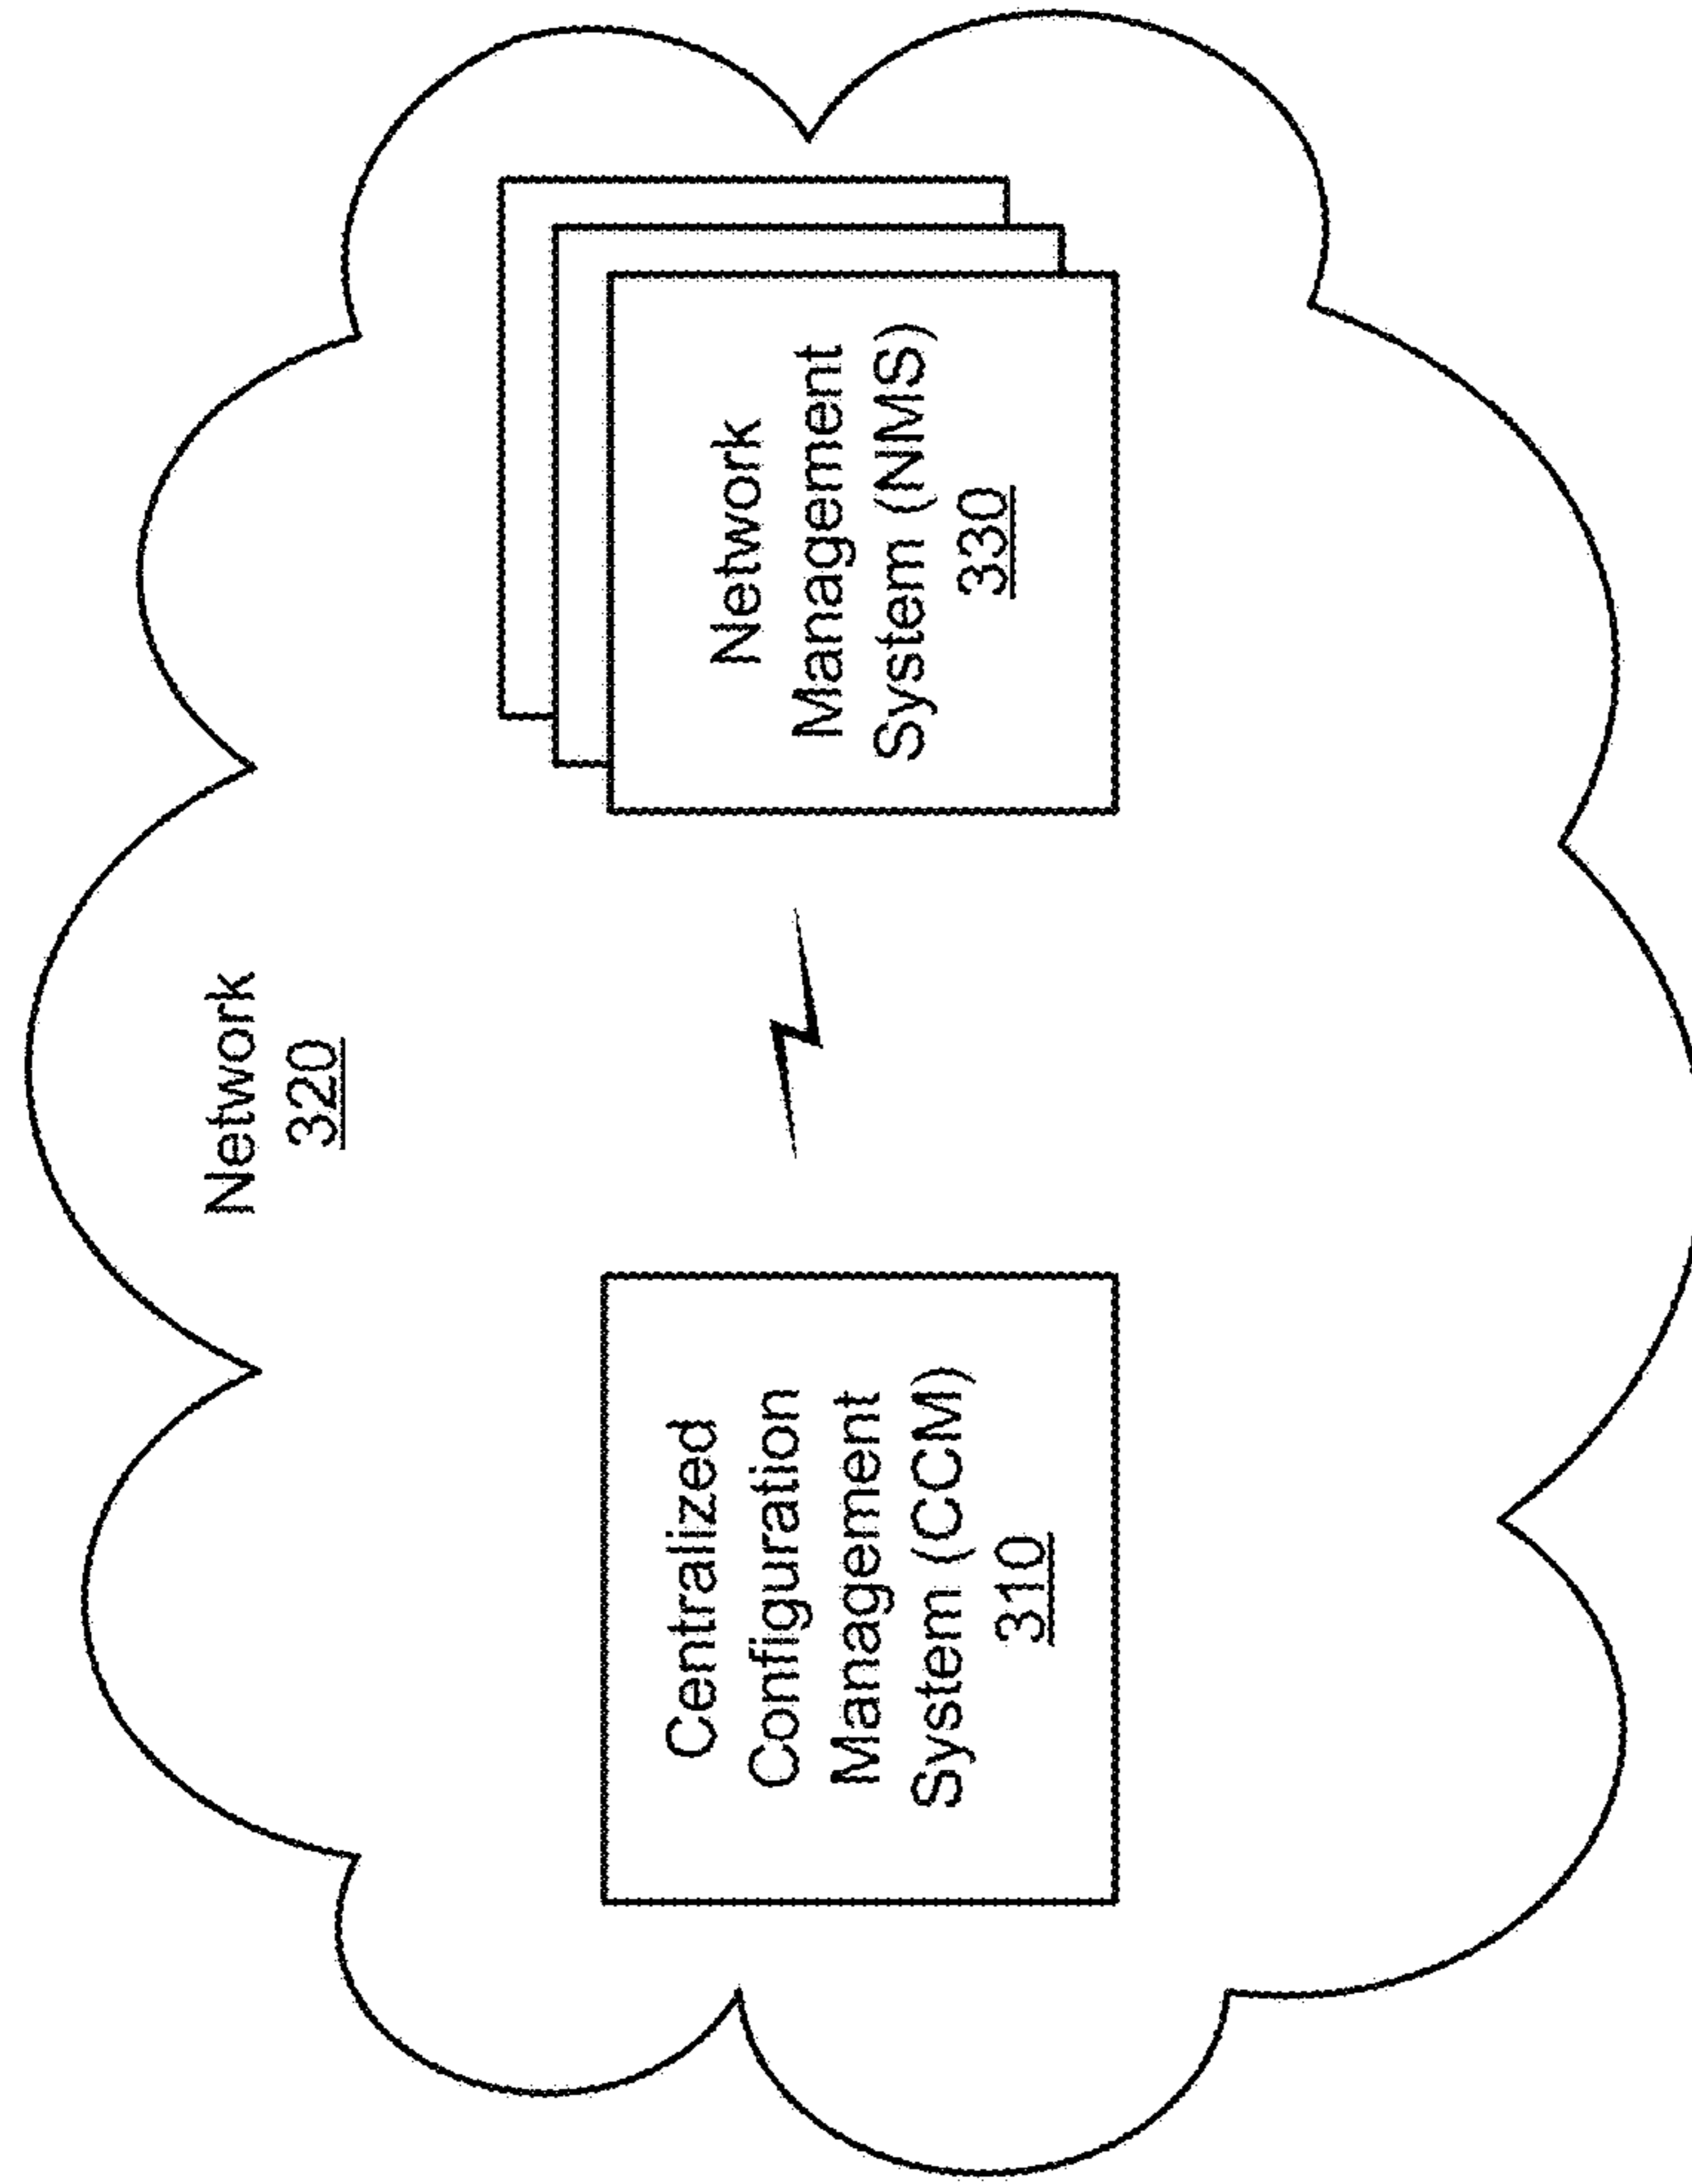 Network
320
Centralized
Configuration
Management
System (CCM)
310
Network
Management
System (NMS)
330